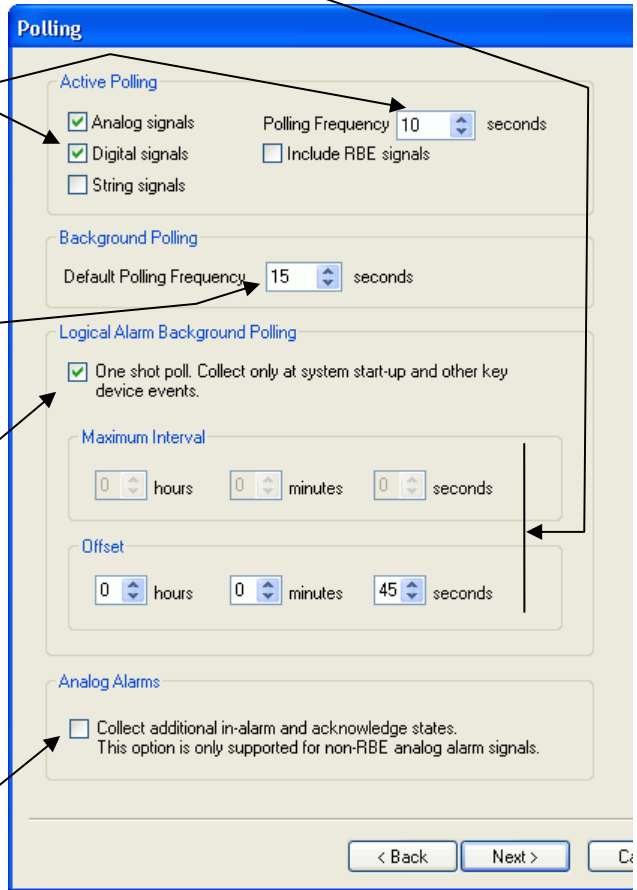 Polling
Active Polling
Analog signals
Polling Frequency 10 seconds
Digital signals
Include RBE signals
String signals
Background Polling
Default Polling Frequency 15 seconds
Logical Alarm Background Polling
One shot poll. Collect only at system start-up and other key
device events.
Maximum Interval
0 hours 0 minutes 0 seconds
Offset
0 hours 0 minutes 45 seconds
Analog Alarms
Collect additional in-alarm and acknowledge states.
This option is only supported for non-RBE analog alarm signals.
< Back Next > Ca